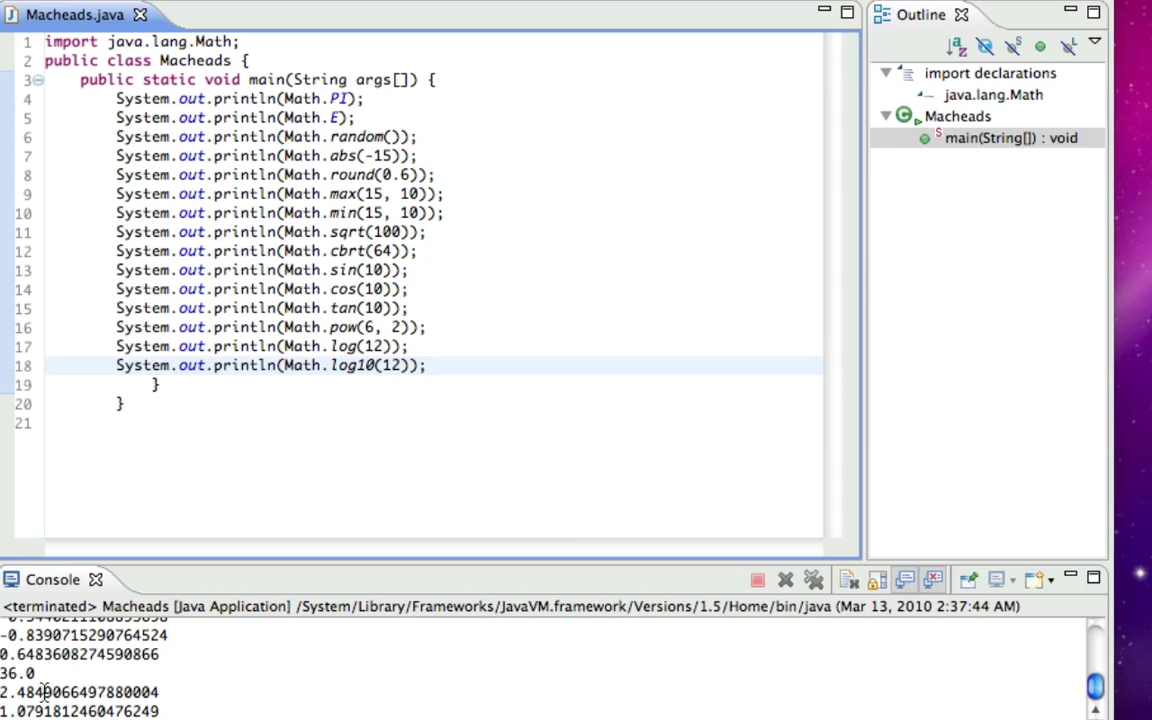 Macheads.java
1 import java.lang.Math;
2 public class Macheads {
3 public static void main(String args[]) {
4 System.out.println(Math.PI);
5 System.out.println(Math.E);
6 System.out.println(Math.random());
7 System.out.println(Math.abs(-15));
8 System.out.println(Math.round(0.6));
9 System.out.println(Math.max(15, 10));
10 System.out.println(Math.min(15, 10));
11 System.out.println(Math.sqrt(100));
12 System.out.println(Math.cbrt(64));
13 System.out.println(Math.sin(10));
14 System.out.println(Math.cos(10));
15 System.out.println(Math.tan(10));
16 System.out.println(Math.pow(6, 2));
17 System.out.println(Math.log(12));
18 System.out.println(Math.log10(12));
19 }
20 }
21
Outline
import declarations
java.lang.Math
Macheads
main(String[]) : void
Console
<terminated> Macheads [Java Application] /System/Library/Frameworks/JavaVM.framework/Versions/1.5/Home/bin/java (Mar 13, 2010 2:37:44 AM)
-0.8390715290764524
0.6483608274590866
36.0
2.4849066497880004
1.0791812460476249